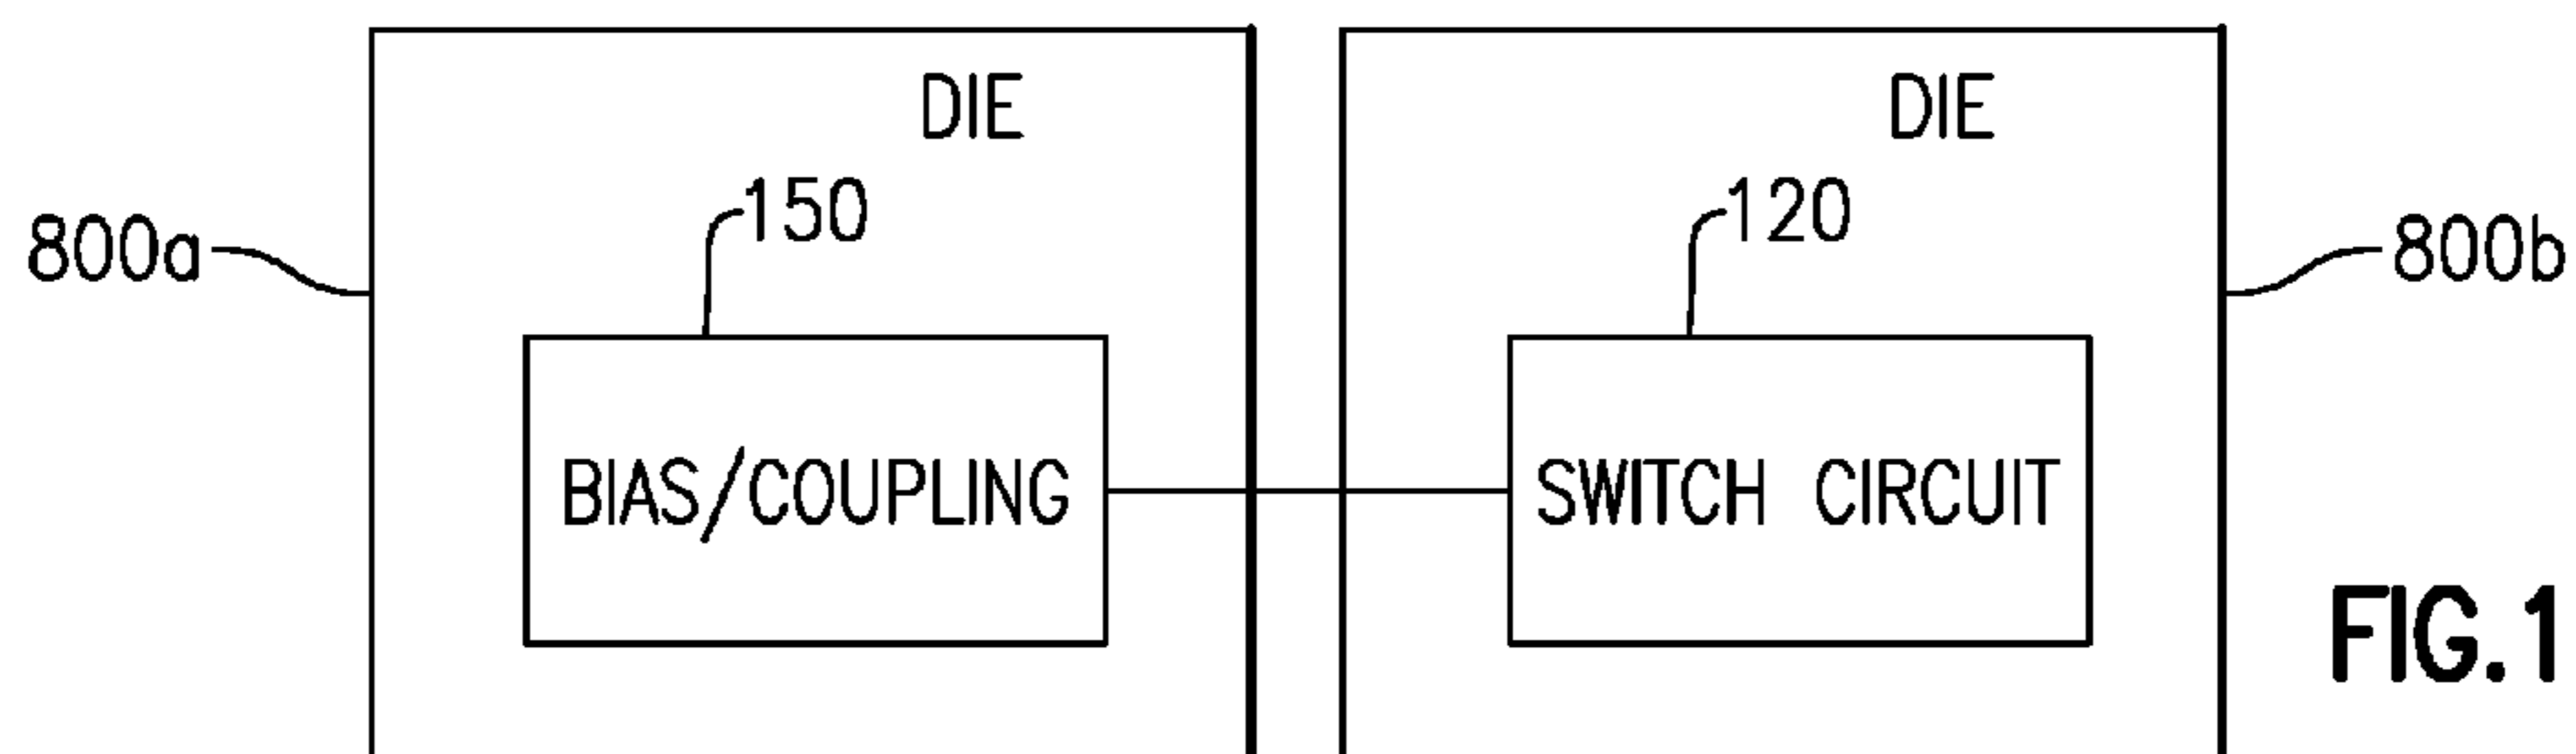 DIE DIE
150 120
800a 800b
BIAS/COUPLING SWITCH CIRCUIT
FIG.1